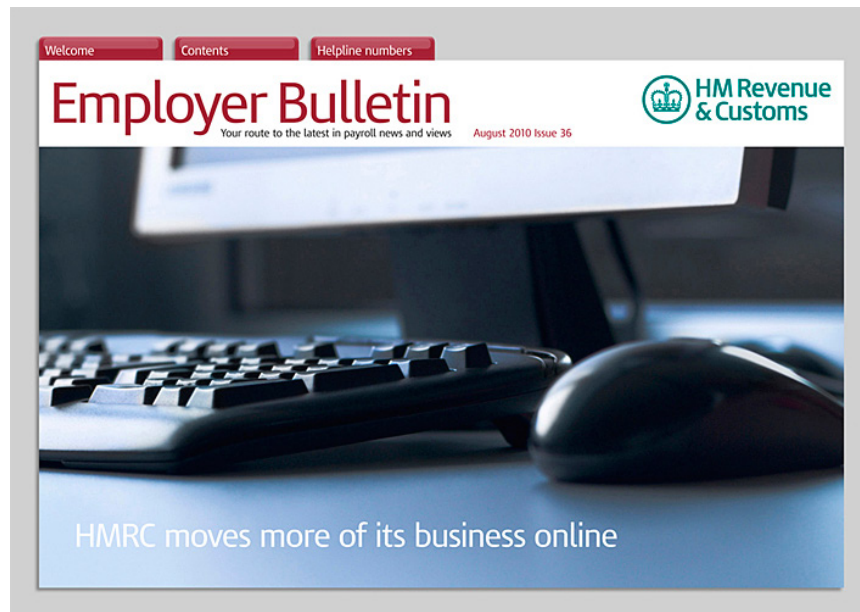 Welcome
Contents
Helpline numbers
Employer Bulletin
Your route to the latest in payroll news and views
August 2010 Issue 36
HM Revenue
& Customs
HMRC moves more of its business online